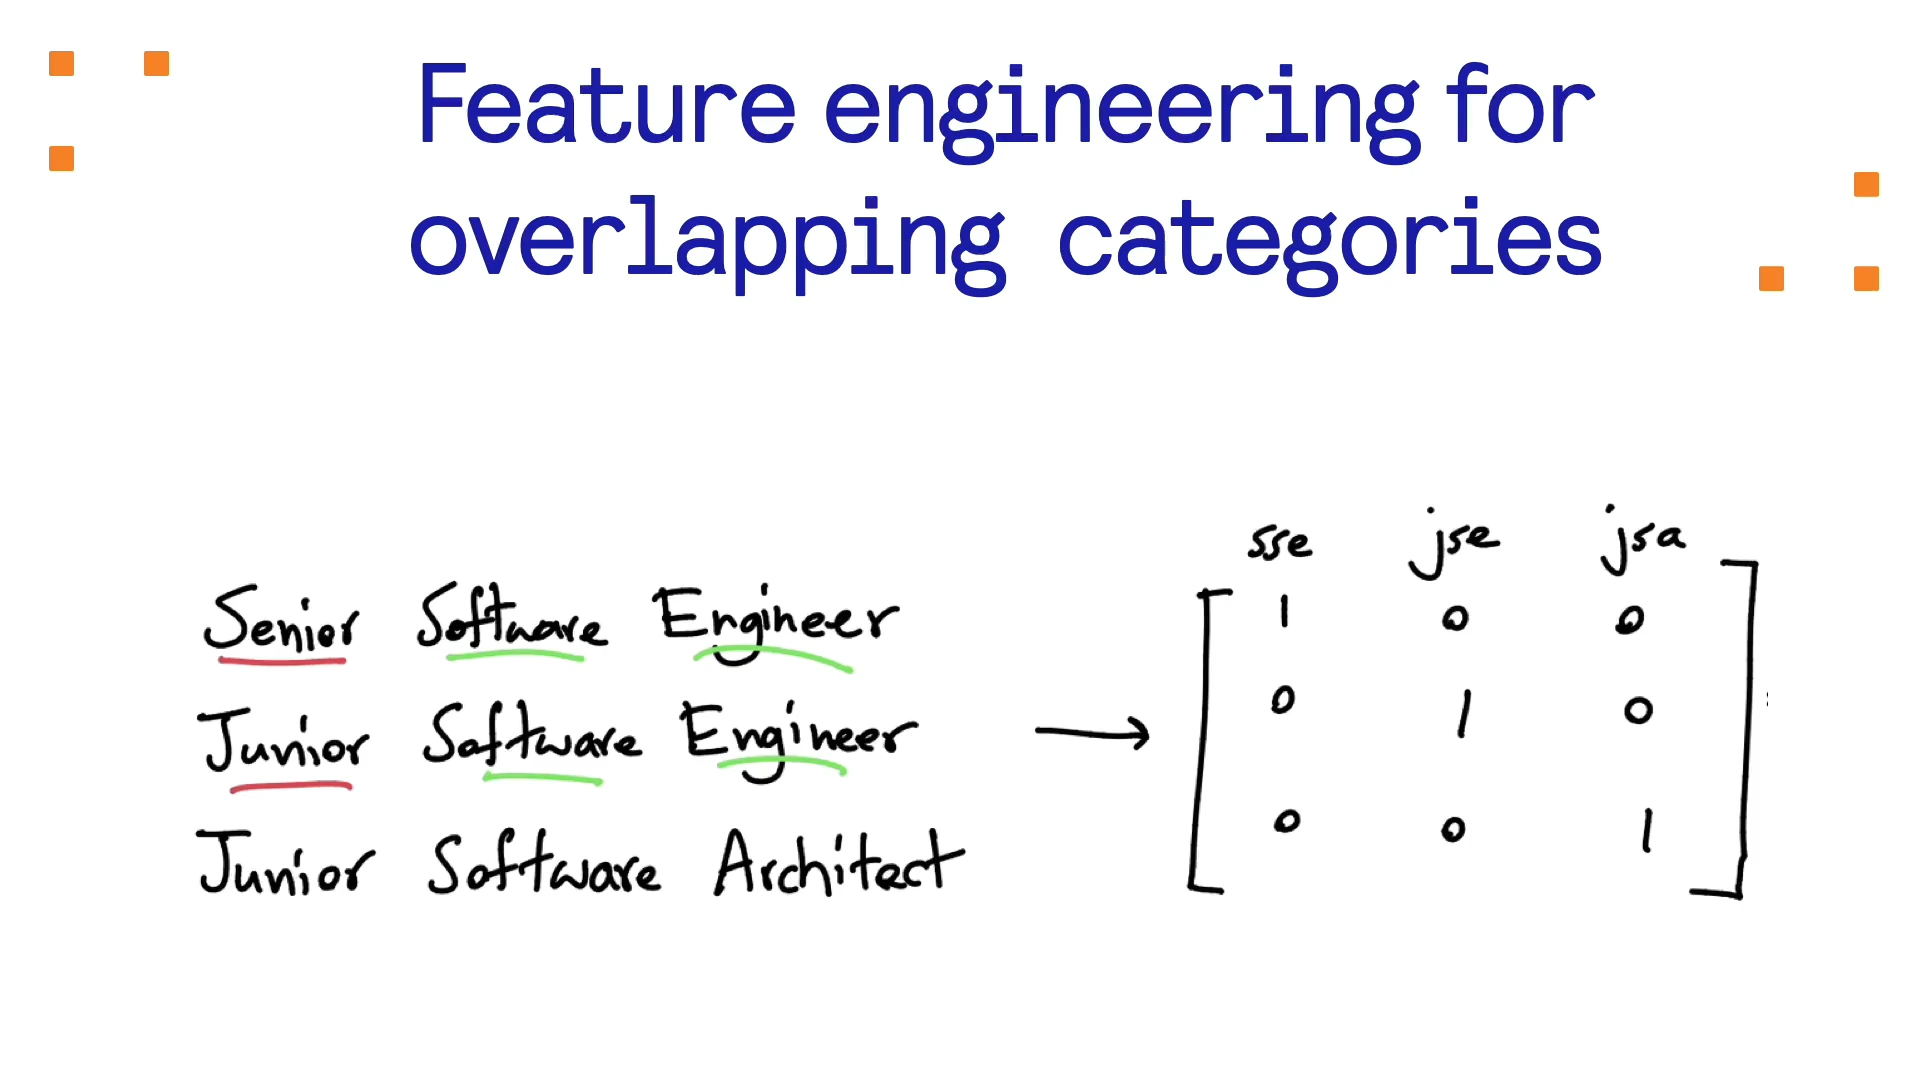 Feature engineering for
overlapping categories
sse jse jsa
Senior Software Engineer 1 0 0
Junior Software Engineer 0 1 0
Junior Software Architect 0 0 1